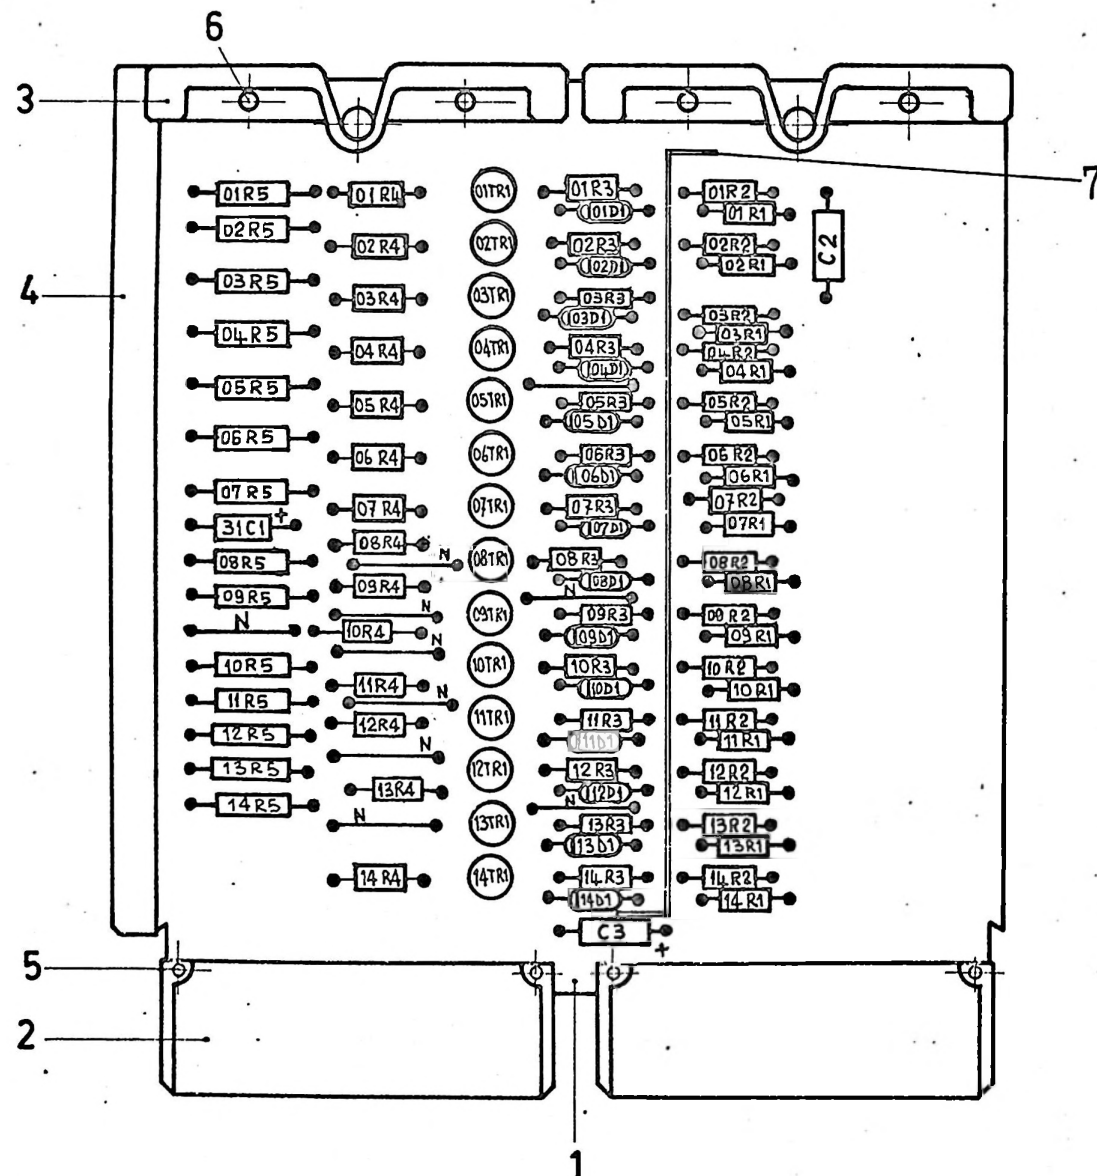 6
3
7
01R5 01R4 01TR1 01R3 01R2
01D1 01R1
02R5 02R4 02TR1 02R3 02R2 C2
02D1 02R1
03R5 03R4 03TR1 03R3 03R2
4
03D1 03R1
04R5 04R4 04TR1 04R3 04R2
04D1 04R1
05R5 05R4 05TR1 05R3 05R2
05D1 05R1
06R5 06R4 06TR1 06R3 06R2
06D1 06R1
07R5 07R4 07TR1 07R3 07R2
31C1 + 07D1 07R1
08R4
08R5 N 08TR1 08R3 08R2
09R4 08D1 08R1
09R5 N N
N 09TR1 09R3 09R2
10R4 N 09D1 09R1
10R5 10TR1 10R3 10R2
11R4 N 10D1 10R1
11R5 11TR1 11R3 11R2
12R4 11D1 11R1
12R5 N
13R5 12TR1 12R3 12R2
13R4 12D1 12R1
14R5 N N
13TR1 13R3 13R2
13D1 13R1
14R4 14TR1 14R3 14R2
14D1 14R1
C3 +
5
2
1